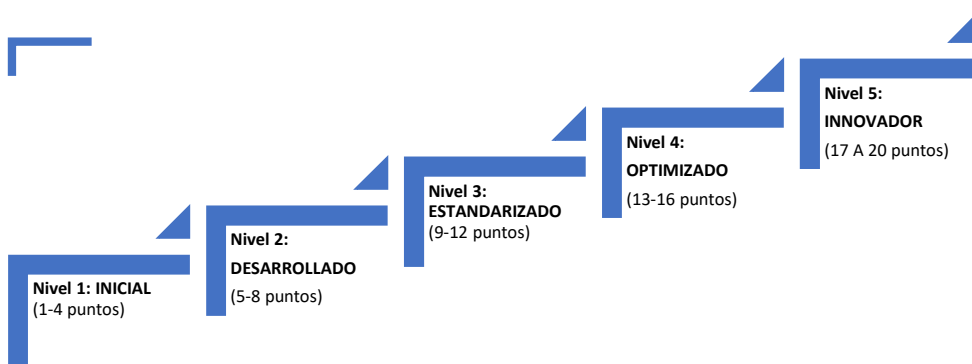 Nivel 1: INICIAL
(1-4 puntos)
Nivel 2:
DESARROLLADO
(5-8 puntos)
Nivel 3:
ESTANDARIZADO
(9-12 puntos)
Nivel 4:
OPTIMIZADO
(13-16 puntos)
Nivel 5:
INNOVADOR
(17 A 20 puntos)